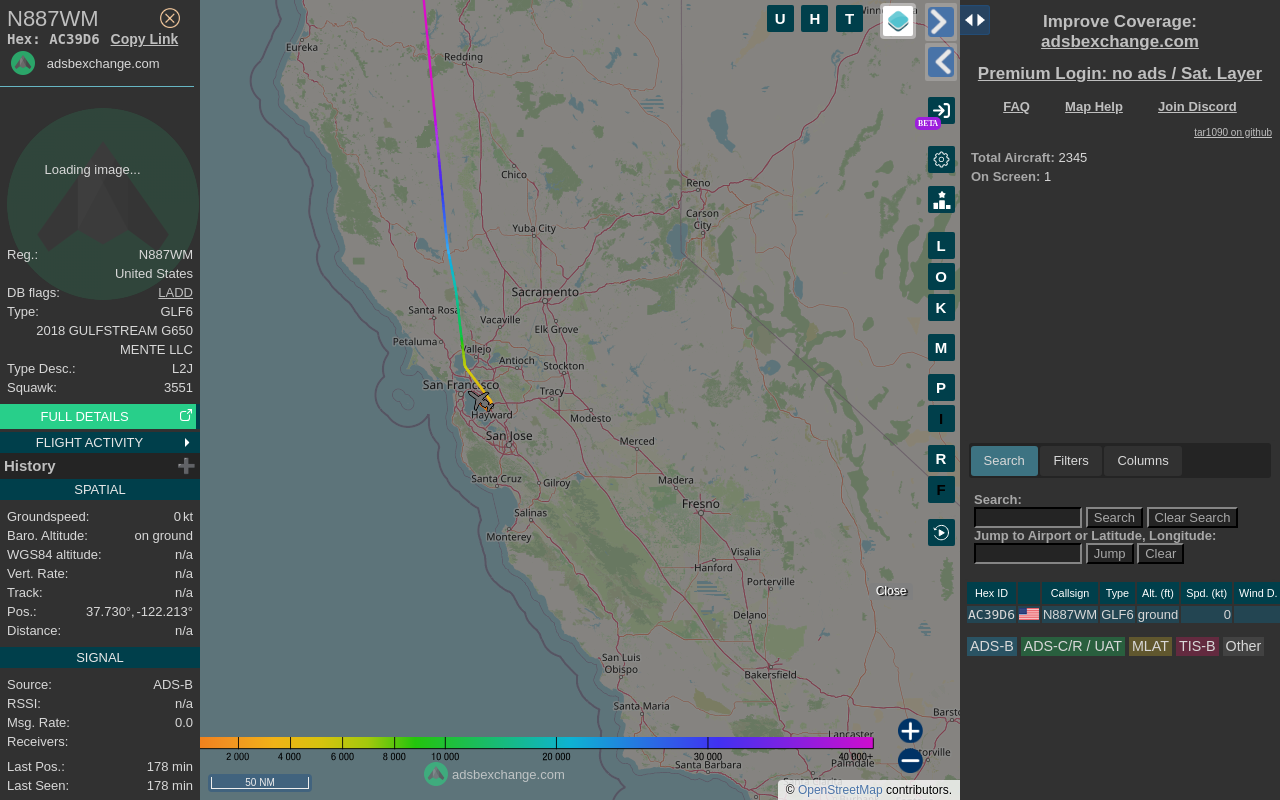 N887WM
Hex: AC39D6 Copy Link
adsbexchange.com
Loading image...
Reg.: N887WM
United States
DB flags: LADD
Type: GLF6
2018 GULFSTREAM G650
MENTE LLC
Type Desc.: L2J
Squawk: 3551
FULL DETAILS
FLIGHT ACTIVITY
History
SPATIAL
Groundspeed: 0 kt
Baro. Altitude: on ground
WGS84 altitude: n/a
Vert. Rate: n/a
Track: n/a
Pos.: 37.730°, -122.213°
Distance: n/a
SIGNAL
Source: ADS-B
RSSI: n/a
Msg. Rate: 0.0
Receivers:
Last Pos.: 178 min
Last Seen: 178 min
U H T
BETA
L
O
K
M
P
I
R
F
Eureka
Redding
Chico
Reno
Carson
City
Yuba City
Sacramento
Santa Rosa
Vacaville
Elk Grove
Petaluma
Vallejo
Antioch
Stockton
San Francisco
Tracy
Hayward
Modesto
San Jose
Merced
Santa Cruz
Gilroy
Madera
Salinas
Fresno
Monterey
Visalia
Hanford
Porterville
Close
Delano
San Luis
Obispo
Bakersfield
Santa Maria
Lancaster
Palmdale
Santa Barbara
2 000 4 000 6 000 8 000 10 000 20 000 30 000 40 000+
50 NM
adsbexchange.com
© OpenStreetMap contributors.
Improve Coverage:
adsbexchange.com
Premium Login: no ads / Sat. Layer
FAQ Map Help Join Discord
tar1090 on github
Total Aircraft: 2345
On Screen: 1
Search Filters Columns
Search:
Search Clear Search
Jump to Airport or Latitude, Longitude:
Jump Clear
Hex ID Callsign Type Alt. (ft) Spd. (kt) Wind D.
AC39D6 N887WM GLF6 ground 0
ADS-B ADS-C/R / UAT MLAT TIS-B Other